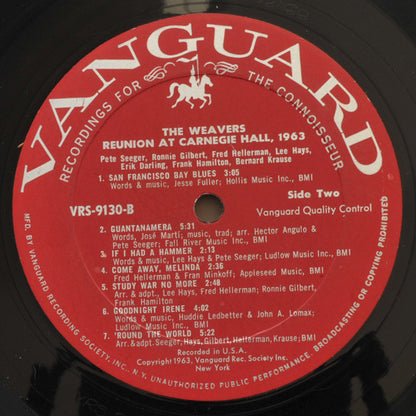 VANGUARD
RECORDINGS FOR THE CONNOISSEUR
THE WEAVERS
REUNION AT CARNEGIE HALL, 1963
Pete Seeger, Ronnie Gilbert, Fred Hellerman, Lee Hays,
Erik Darling, Frank Hamilton, Bernard Krause
1. SAN FRANCISCO BAY BLUES 3:05
Words & music, Jesse Fuller; Hollis Music Inc., BMI
Side Two
VRS-9130-B
Vanguard Quality Control
2. GUANTANAMERA 5:31
Words, José Martí; music, trad; arr. Hector Angulo &
Pete Seeger; Fall River Music Inc., BMI
3. IF I HAD A HAMMER 2:13
Words & music, Lee Hays & Pete Seeger; Ludlow Music Inc., BMI
4. COME AWAY, MELINDA 2:36
Fred Hellerman & Fran Minkoff; Appleseed Music, BMI
5. STUDY WAR NO MORE 2:48
Arr. & adpt., Lee Hays, Fred Hellerman; Ronnie Gilbert,
Frank Hamilton
6. GOODNIGHT IRENE 4:02
Words & music, Huddie Ledbetter & John A. Lomax;
Ludlow Music Inc., BMI
7. 'ROUND THE WORLD 5:22
Arr. & adpt. Seeger, Hays, Gilbert, Hellerman, Krause; BMI
Recorded in U.S.A.
Copyright 1963, Vanguard Rec. Society Inc.
New York
MFD. BY VANGUARD RECORDING SOCIETY, INC., N. Y. UNAUTHORIZED PUBLIC PERFORMANCE, BROADCASTING OR COPYING PROHIBITED